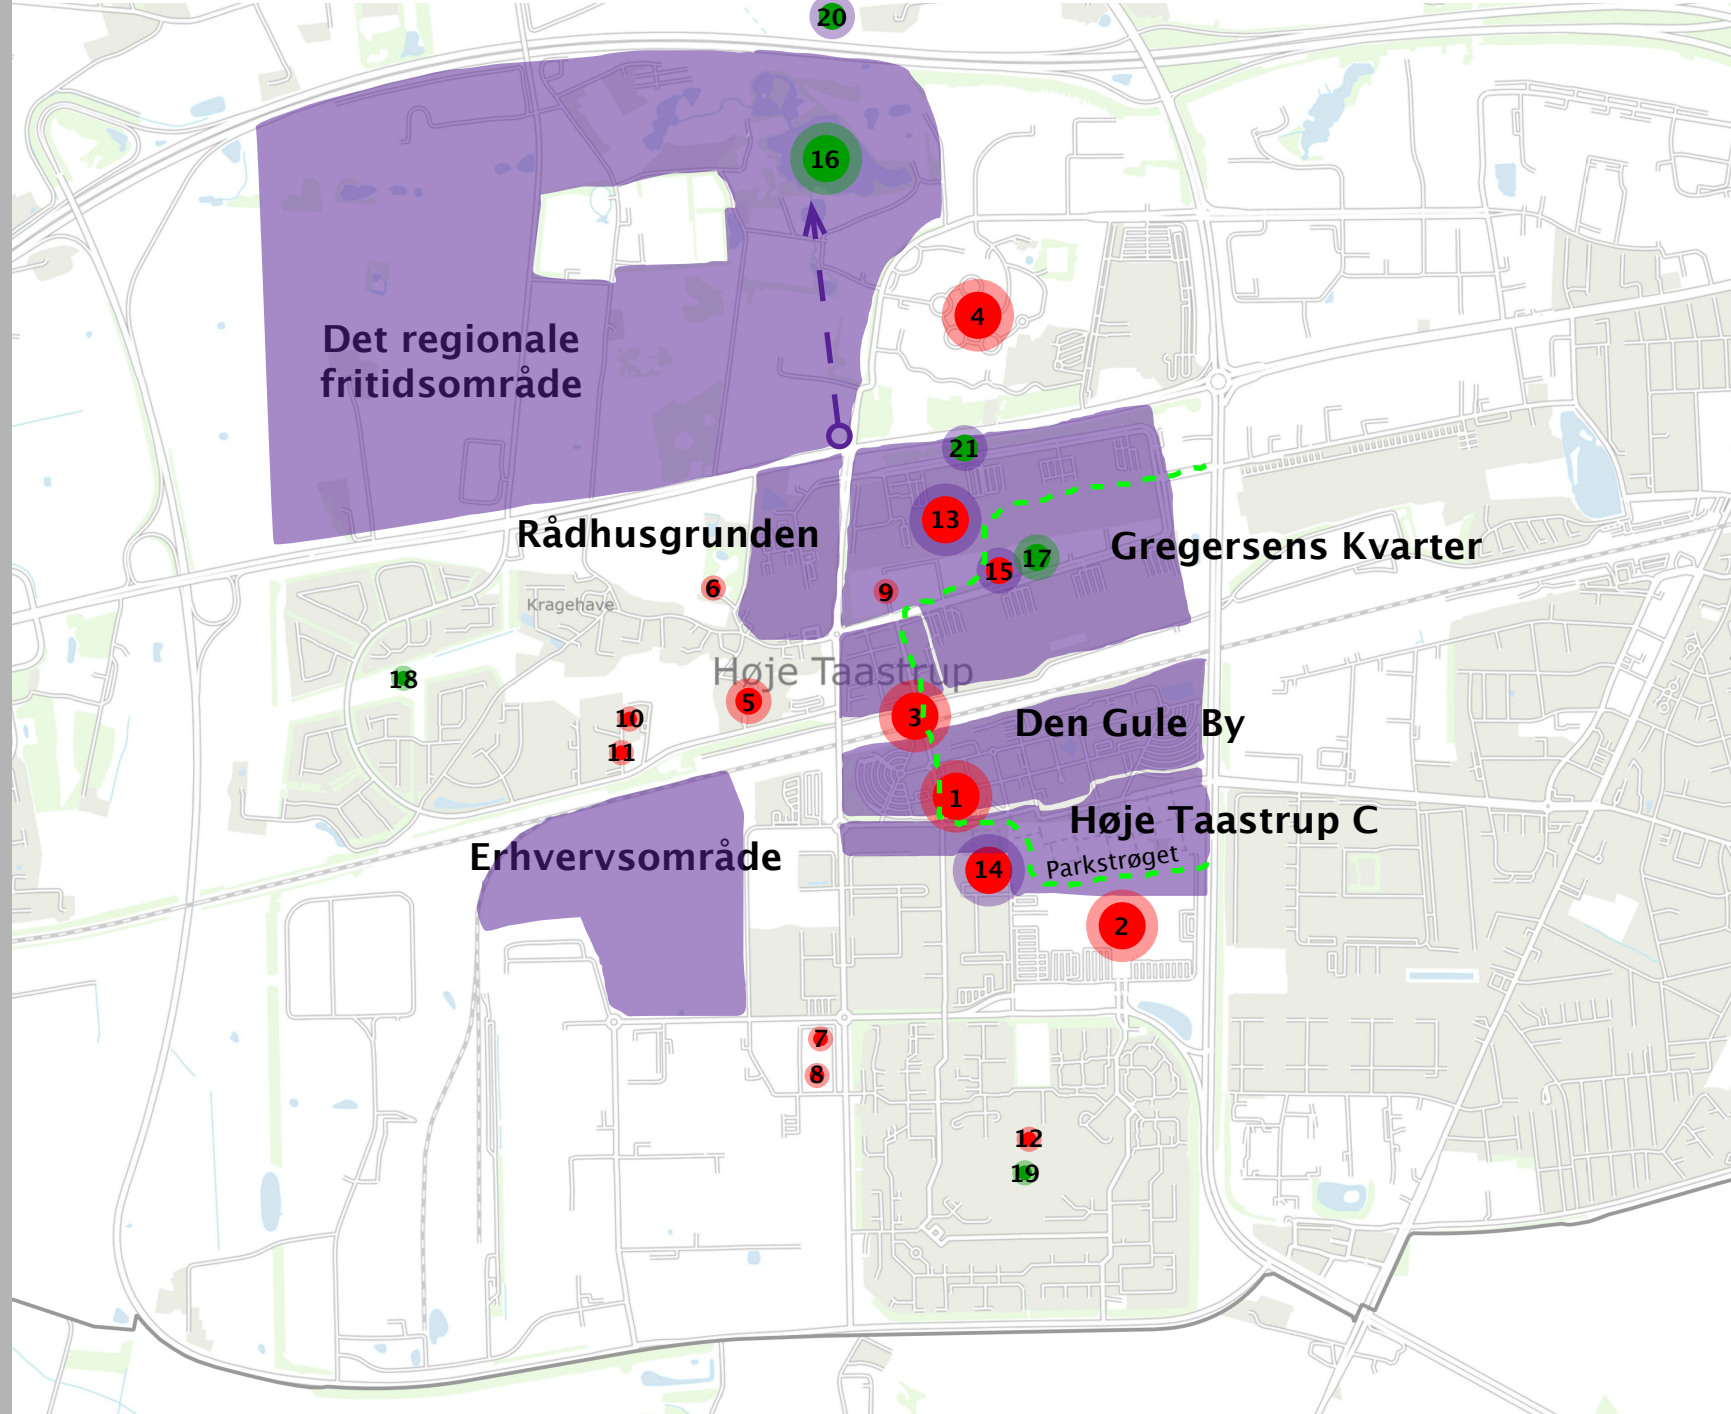 20
16
4
Det regionale
fritidsområde
21
13
Rådhusgrunden
Gregersens Kvarter
17
15
6
9
Kragehave
Høje Taastrup
18
5
10
3
Den Gule By
11
1
Høje Taastrup C
Erhvervsområde
Parkstrøget
14
2
7
8
12
19